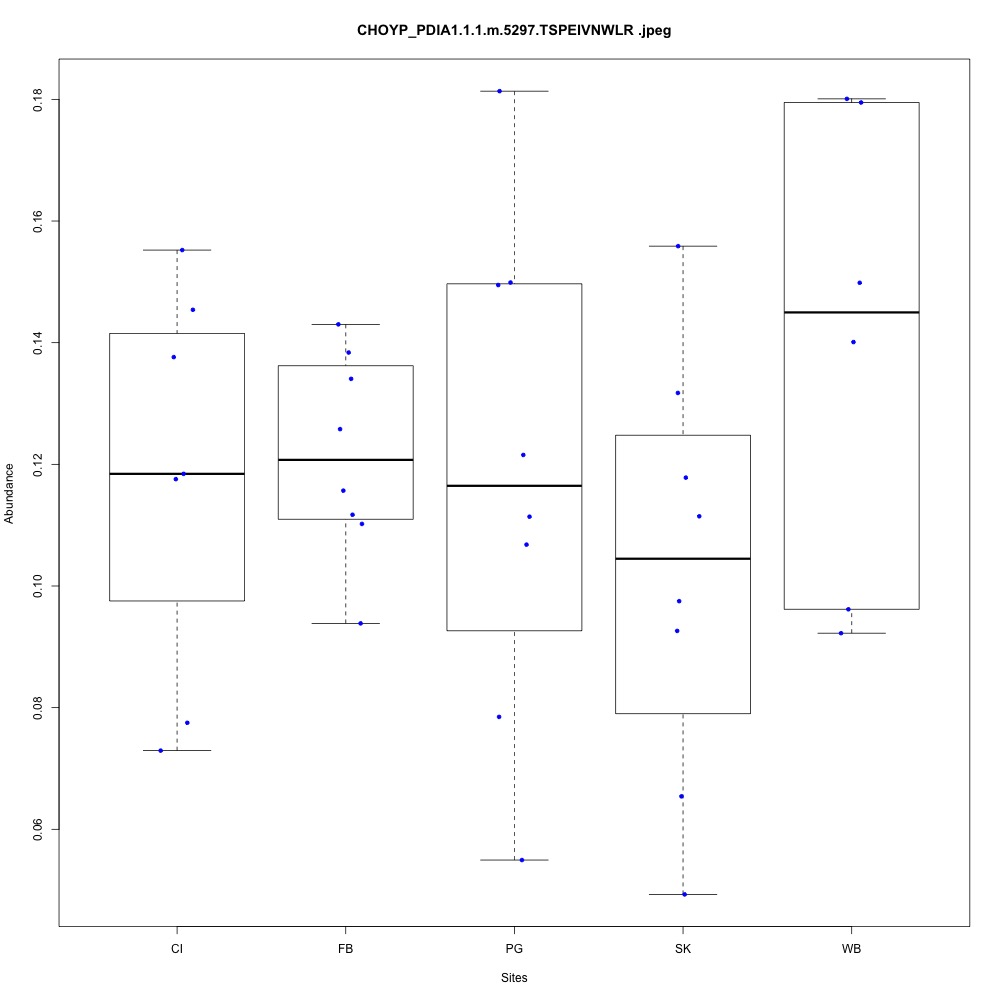 CHOYP_PDIA1.1.1.m.5297.TSPEIVNWLR .jpeg
0.18
0.16
0.14
0.12
0.10
0.08
0.06
Abundance
CI FB PG SK WB
Sites